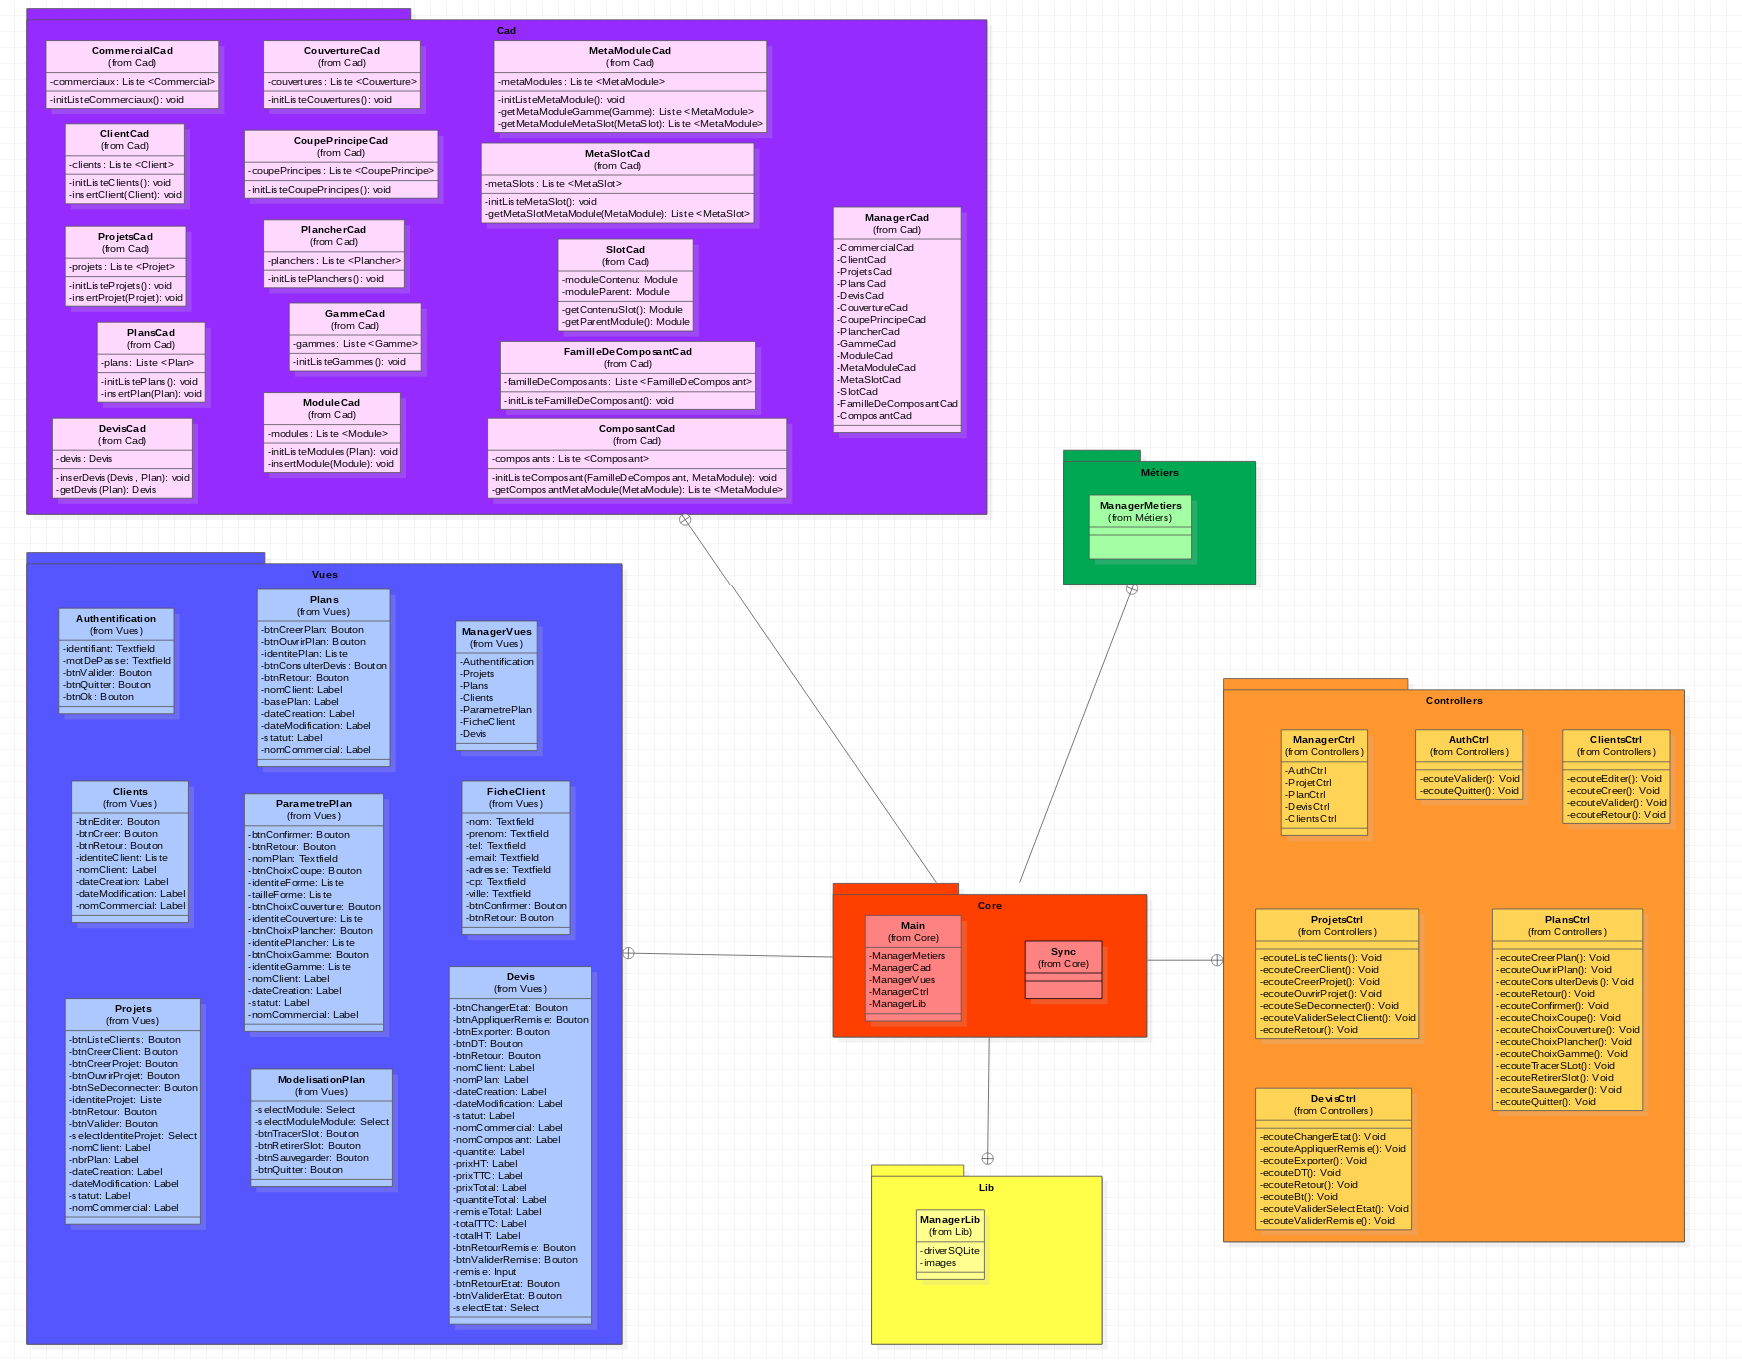 Cad
CommercialCad
(from Cad)
-commerciaux: Liste <Commercial>
-initListeCommerciaux(): void
ClientCad
(from Cad)
-clients: Liste <Client>
-initListeClients(): void
-insertClient(Client): void
ProjetsCad
(from Cad)
-projets: Liste <Projet>
-initListeProjets(): void
-insertProjet(Projet): void
PlansCad
(from Cad)
-plans: Liste <Plan>
-initListePlans(): void
-insertPlan(Plan): void
DevisCad
(from Cad)
-devis: Devis
-inserDevis(Devis, Plan): void
-getDevis(Plan): Devis
CouvertureCad
(from Cad)
-couvertures: Liste <Couverture>
-initListeCouvertures(): void
CoupePrincipeCad
(from Cad)
-coupePrincipes: Liste <CoupePrincipe>
-initListeCoupePrincipes(): void
PlancherCad
(from Cad)
-planchers: Liste <Plancher>
-initListePlanchers(): void
GammeCad
(from Cad)
-gammes: Liste <Gamme>
-initListeGammes(): void
ModuleCad
(from Cad)
-modules: Liste <Module>
-initListeModules(Plan): void
-insertModule(Module): void
MetaModuleCad
(from Cad)
-metaModules: Liste <MetaModule>
-initListeMetaModule(): void
-getMetaModuleGamme(Gamme): Liste <MetaModule>
-getMetaModuleMetaSlot(MetaSlot): Liste <MetaModule>
MetaSlotCad
(from Cad)
-metaSlots: Liste <MetaSlot>
-initListeMetaSlot(): void
-getMetaSlotMetaModule(MetaModule): Liste <MetaSlot>
SlotCad
(from Cad)
-moduleContenu: Module
-moduleParent: Module
-getContenuSlot(): Module
-getParentModule(): Module
FamilleDeComposantCad
(from Cad)
-familleDeComposants: Liste <FamilleDeComposant>
-initListeFamilleDeComposant(): void
ComposantCad
(from Cad)
-composants: Liste <Composant>
-initListeComposant(FamilleDeComposant, MetaModule): void
-getComposantMetaModule(MetaModule): Liste <MetaModule>
ManagerCad
(from Cad)
-CommercialCad
-ClientCad
-ProjetsCad
-PlansCad
-DevisCad
-CouvertureCad
-CoupePrincipeCad
-PlancherCad
-GammeCad
-ModuleCad
-MetaModuleCad
-MetaSlotCad
-SlotCad
-FamilleDeComposantCad
-ComposantCad
Métiers
ManagerMetiers
(from Métiers)
Vues
Authentification
(from Vues)
-identifiant: Textfield
-motDePasse: Textfield
-btnValider: Bouton
-btnQuitter: Bouton
-btnOk: Bouton
Clients
(from Vues)
-btnEditer: Bouton
-btnCreer: Bouton
-btnRetour: Bouton
-identiteClient: Liste
-nomClient: Label
-dateCreation: Label
-dateModification: Label
-nomCommercial: Label
Projets
(from Vues)
-btnListeClients: Bouton
-btnCreerClient: Bouton
-btnCreerProjet: Bouton
-btnOuvrirProjet: Bouton
-btnSeDeconnecter: Bouton
-identiteProjet: Liste
-btnRetour: Bouton
-btnValider: Bouton
-selectIdentiteProjet: Select
-nomClient: Label
-nbrPlan: Label
-dateCreation: Label
-dateModification: Label
-statut: Label
-nomCommercial: Label
Plans
(from Vues)
-btnCreerPlan: Bouton
-btnOuvrirPlan: Bouton
-identitePlan: Liste
-btnConsulterDevis: Bouton
-btnRetour: Bouton
-nomClient: Label
-basePlan: Label
-dateCreation: Label
-dateModification: Label
-statut: Label
-nomCommercial: Label
ParametrePlan
(from Vues)
-btnConfirmer: Bouton
-btnRetour: Bouton
-nomPlan: Textfield
-btnChoixCoupe: Bouton
-identiteForme: Liste
-tailleForme: Liste
-btnChoixCouverture: Bouton
-identiteCouverture: Liste
-btnChoixPlancher: Bouton
-identitePlancher: Liste
-btnChoixGamme: Bouton
-identiteGamme: Liste
-nomClient: Label
-dateCreation: Label
-statut: Label
-nomCommercial: Label
ModelisationPlan
(from Vues)
-selectModule: Select
-selectModuleModule: Select
-btnTracerSlot: Bouton
-btnRetirerSlot: Bouton
-btnSauvegarder: Bouton
-btnQuitter: Bouton
ManagerVues
(from Vues)
-Authentification
-Projets
-Plans
-Clients
-ParametrePlan
-FicheClient
-Devis
FicheClient
(from Vues)
-nom: Textfield
-prenom: Textfield
-tel: Textfield
-email: Textfield
-adresse: Textfield
-cp: Textfield
-ville: Textfield
-btnConfirmer: Bouton
-btnRetour: Bouton
Devis
(from Vues)
-btnChangerEtat: Bouton
-btnAppliquerRemise: Bouton
-btnExporter: Bouton
-btnDT: Bouton
-btnRetour: Bouton
-nomClient: Label
-nomPlan: Label
-dateCreation: Label
-dateModification: Label
-statut: Label
-nomCommercial: Label
-nomComposant: Label
-quantite: Label
-prixHT: Label
-prixTTC: Label
-prixTotal: Label
-quantiteTotal: Label
-remiseTotal: Label
-totalTTC: Label
-totalHT: Label
-btnRetourRemise: Bouton
-btnValiderRemise: Bouton
-remise: Input
-btnRetourEtat: Bouton
-btnValiderEtat: Bouton
-selectEtat: Select
Core
Main
(from Core)
-ManagerMetiers
-ManagerCad
-ManagerVues
-ManagerCtrl
-ManagerLib
Sync
(from Core)
Lib
ManagerLib
(from Lib)
-driverSQLite
-images
Controllers
ManagerCtrl
(from Controllers)
-AuthCtrl
-ProjetCtrl
-PlanCtrl
-DevisCtrl
-ClientsCtrl
AuthCtrl
(from Controllers)
-ecouteValider(): Void
-ecouteQuitter(): Void
ClientsCtrl
(from Controllers)
-ecouteEditer(): Void
-ecouteCreer(): Void
-ecouteValider(): Void
-ecouteRetour(): Void
ProjetsCtrl
(from Controllers)
-ecouteListeClients(): Void
-ecouteCreerClient(): Void
-ecouteCreerProjet(): Void
-ecouteOuvrirProjet(): Void
-ecouteSeDeconnecter(): Void
-ecouteValiderSelectClient(): Void
-ecouteRetour(): Void
PlansCtrl
(from Controllers)
-ecouteCreerPlan(): Void
-ecouteOuvrirPlan(): Void
-ecouteConsulterDevis(): Void
-ecouteRetour(): Void
-ecouteConfirmer(): Void
-ecouteChoixCoupe(): Void
-ecouteChoixCouverture(): Void
-ecouteChoixPlancher(): Void
-ecouteChoixGamme(): Void
-ecouteTracerSLot(): Void
-ecouteRetirerSlot(): Void
-ecouteSauvegarder(): Void
-ecouteQuitter(): Void
DevisCtrl
(from Controllers)
-ecouteChangerEtat(): Void
-ecouteAppliquerRemise(): Void
-ecouteExporter(): Void
-ecouteDT(): Void
-ecouteRetour(): Void
-ecouteBt(): Void
-ecouteValiderSelectEtat(): Void
-ecouteValiderRemise(): Void